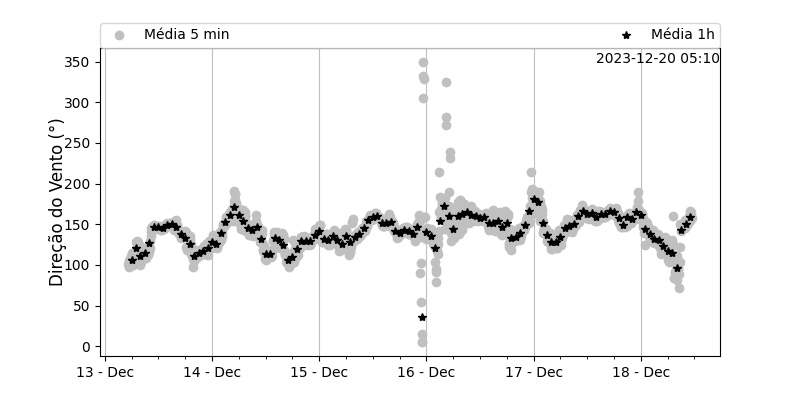 Média 5 min
Média 1h
2023-12-20 05:10
Direção do Vento (°)
350
300
250
200
150
100
50
0
13 - Dec
14 - Dec
15 - Dec
16 - Dec
17 - Dec
18 - Dec